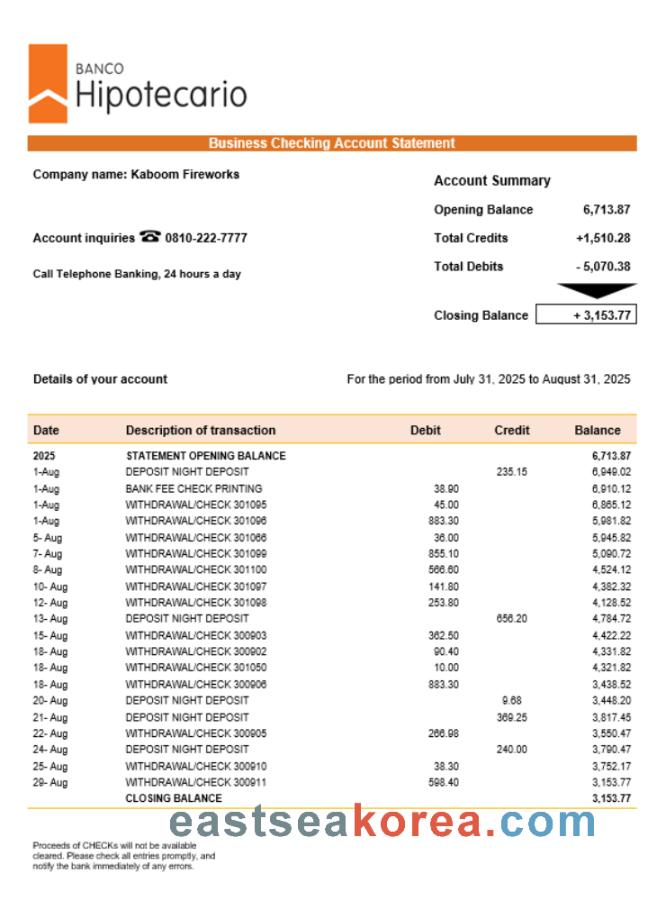 BANCO
Hipotecario
Business Checking Account Statement
Company name: Kaboom Fireworks
Account Summary
Opening Balance 6,713.87
Account inquiries ☎ 0810-222-7777
Total Credits +1,510.28
Call Telephone Banking, 24 hours a day
Total Debits - 5,070.38
Closing Balance + 3,153.77
Details of your account For the period from July 31, 2025 to August 31, 2025
Date Description of transaction Debit Credit Balance
2025 STATEMENT OPENING BALANCE 6,713.87
1-Aug DEPOSIT NIGHT DEPOSIT 235.15 6,949.02
1-Aug BANK FEE CHECK PRINTING 38.90 6,910.12
1-Aug WITHDRAWAL/CHECK 301095 45.00 6,865.12
1-Aug WITHDRAWAL/CHECK 301096 883.30 5,981.82
5- Aug WITHDRAWAL/CHECK 301066 36.00 5,945.82
7- Aug WITHDRAWAL/CHECK 301099 855.10 5,090.72
8- Aug WITHDRAWAL/CHECK 301100 566.60 4,524.12
10- Aug WITHDRAWAL/CHECK 301097 141.80 4,382.32
12- Aug WITHDRAWAL/CHECK 301098 253.80 4,128.52
13- Aug DEPOSIT NIGHT DEPOSIT 656.20 4,784.72
15- Aug WITHDRAWAL/CHECK 300903 362.50 4,422.22
18- Aug WITHDRAWAL/CHECK 300902 90.40 4,331.82
18- Aug WITHDRAWAL/CHECK 301050 10.00 4,321.82
18- Aug WITHDRAWAL/CHECK 300906 883.30 3,438.52
20- Aug DEPOSIT NIGHT DEPOSIT 9.68 3,448.20
21- Aug DEPOSIT NIGHT DEPOSIT 369.25 3,817.45
22- Aug WITHDRAWAL/CHECK 300905 266.98 3,550.47
24- Aug DEPOSIT NIGHT DEPOSIT 240.00 3,790.47
25- Aug WITHDRAWAL/CHECK 300910 38.30 3,752.17
29- Aug WITHDRAWAL/CHECK 300911 598.40 3,153.77
CLOSING BALANCE 3,153.77
eastseakorea.com
Proceeds of CHECKs will not be available
cleared. Please check all entries promptly, and
notify the bank immediately of any errors.